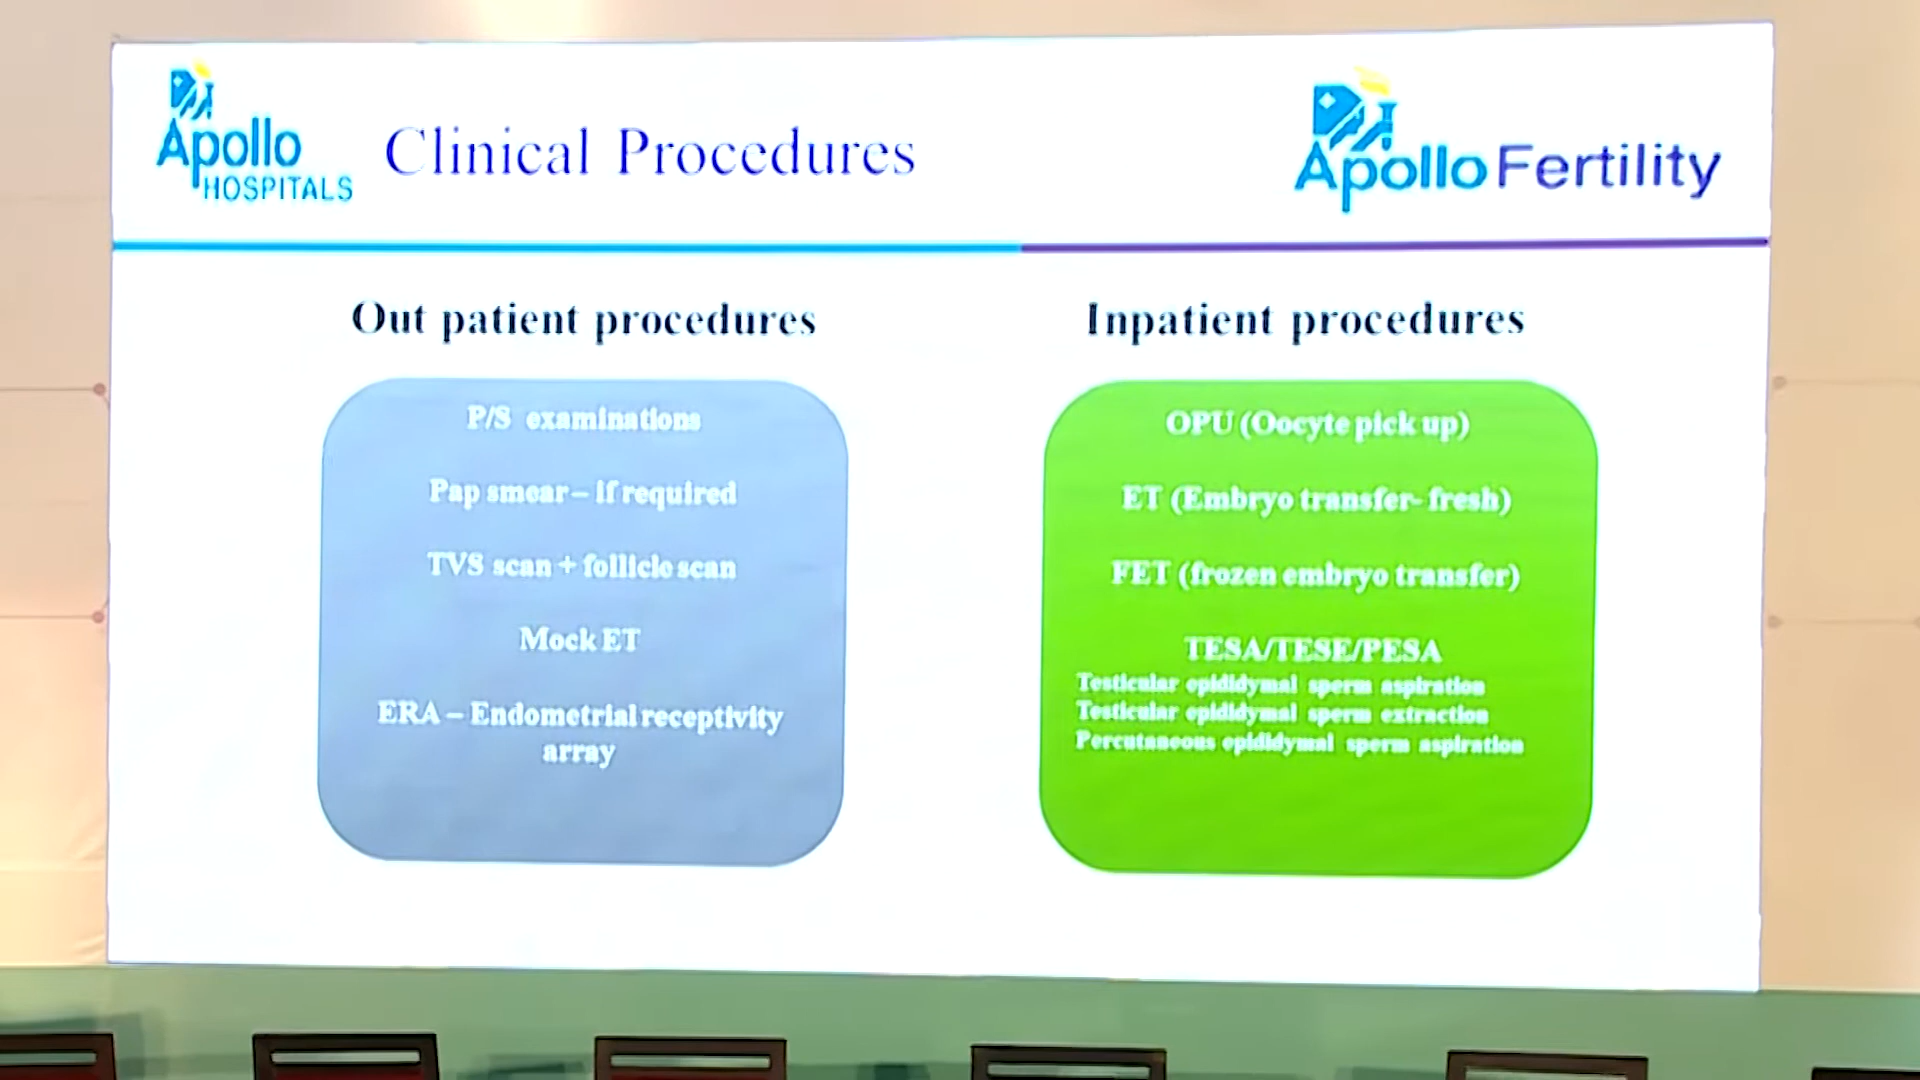 Apollo
HOSPITALS
Clinical Procedures
Apollo Fertility
Out patient procedures
P/S examinations
Pap smear – if required
TVS scan + follicle scan
Mock ET
ERA – Endometrial receptivity
array
Inpatient procedures
OPU (Oocyte pick up)
ET (Embryo transfer- fresh)
FET (frozen embryo transfer)
TESA/TESE/PESA
Testicular epididymal sperm aspiration
Testicular epididymal sperm extraction
Percutaneous epididymal sperm aspiration